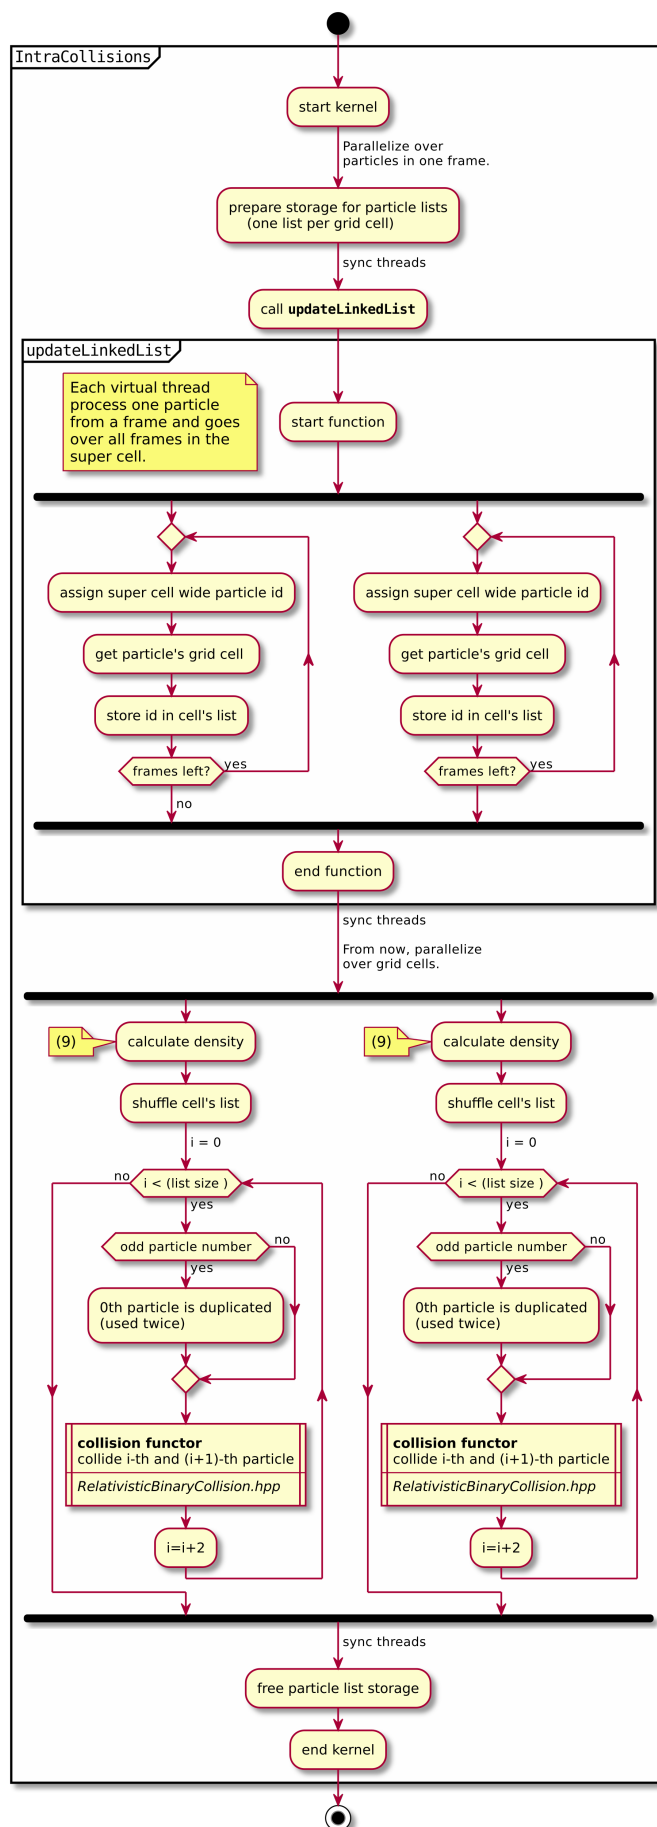 IntraCollisions
start kernel
Parallelize over
particles in one frame.
prepare storage for particle lists
(one list per grid cell)
sync threads
call updateLinkedList
updateLinkedList
Each virtual thread
process one particle
from a frame and goes
over all frames in the
super cell.
start function
assign super cell wide particle id
get particle's grid cell
store id in cell's list
frames left?
yes
no
assign super cell wide particle id
get particle's grid cell
store id in cell's list
frames left?
yes
end function
sync threads
From now, parallelize
over grid cells.
(9)
calculate density
shuffle cell's list
i = 0
no
i < (list size )
yes
odd particle number
no
yes
0th particle is duplicated
(used twice)
collision functor
collide i-th and (i+1)-th particle
RelativisticBinaryCollision.hpp
i=i+2
(9)
calculate density
shuffle cell's list
i = 0
no
i < (list size )
yes
odd particle number
no
yes
0th particle is duplicated
(used twice)
collision functor
collide i-th and (i+1)-th particle
RelativisticBinaryCollision.hpp
i=i+2
sync threads
free particle list storage
end kernel